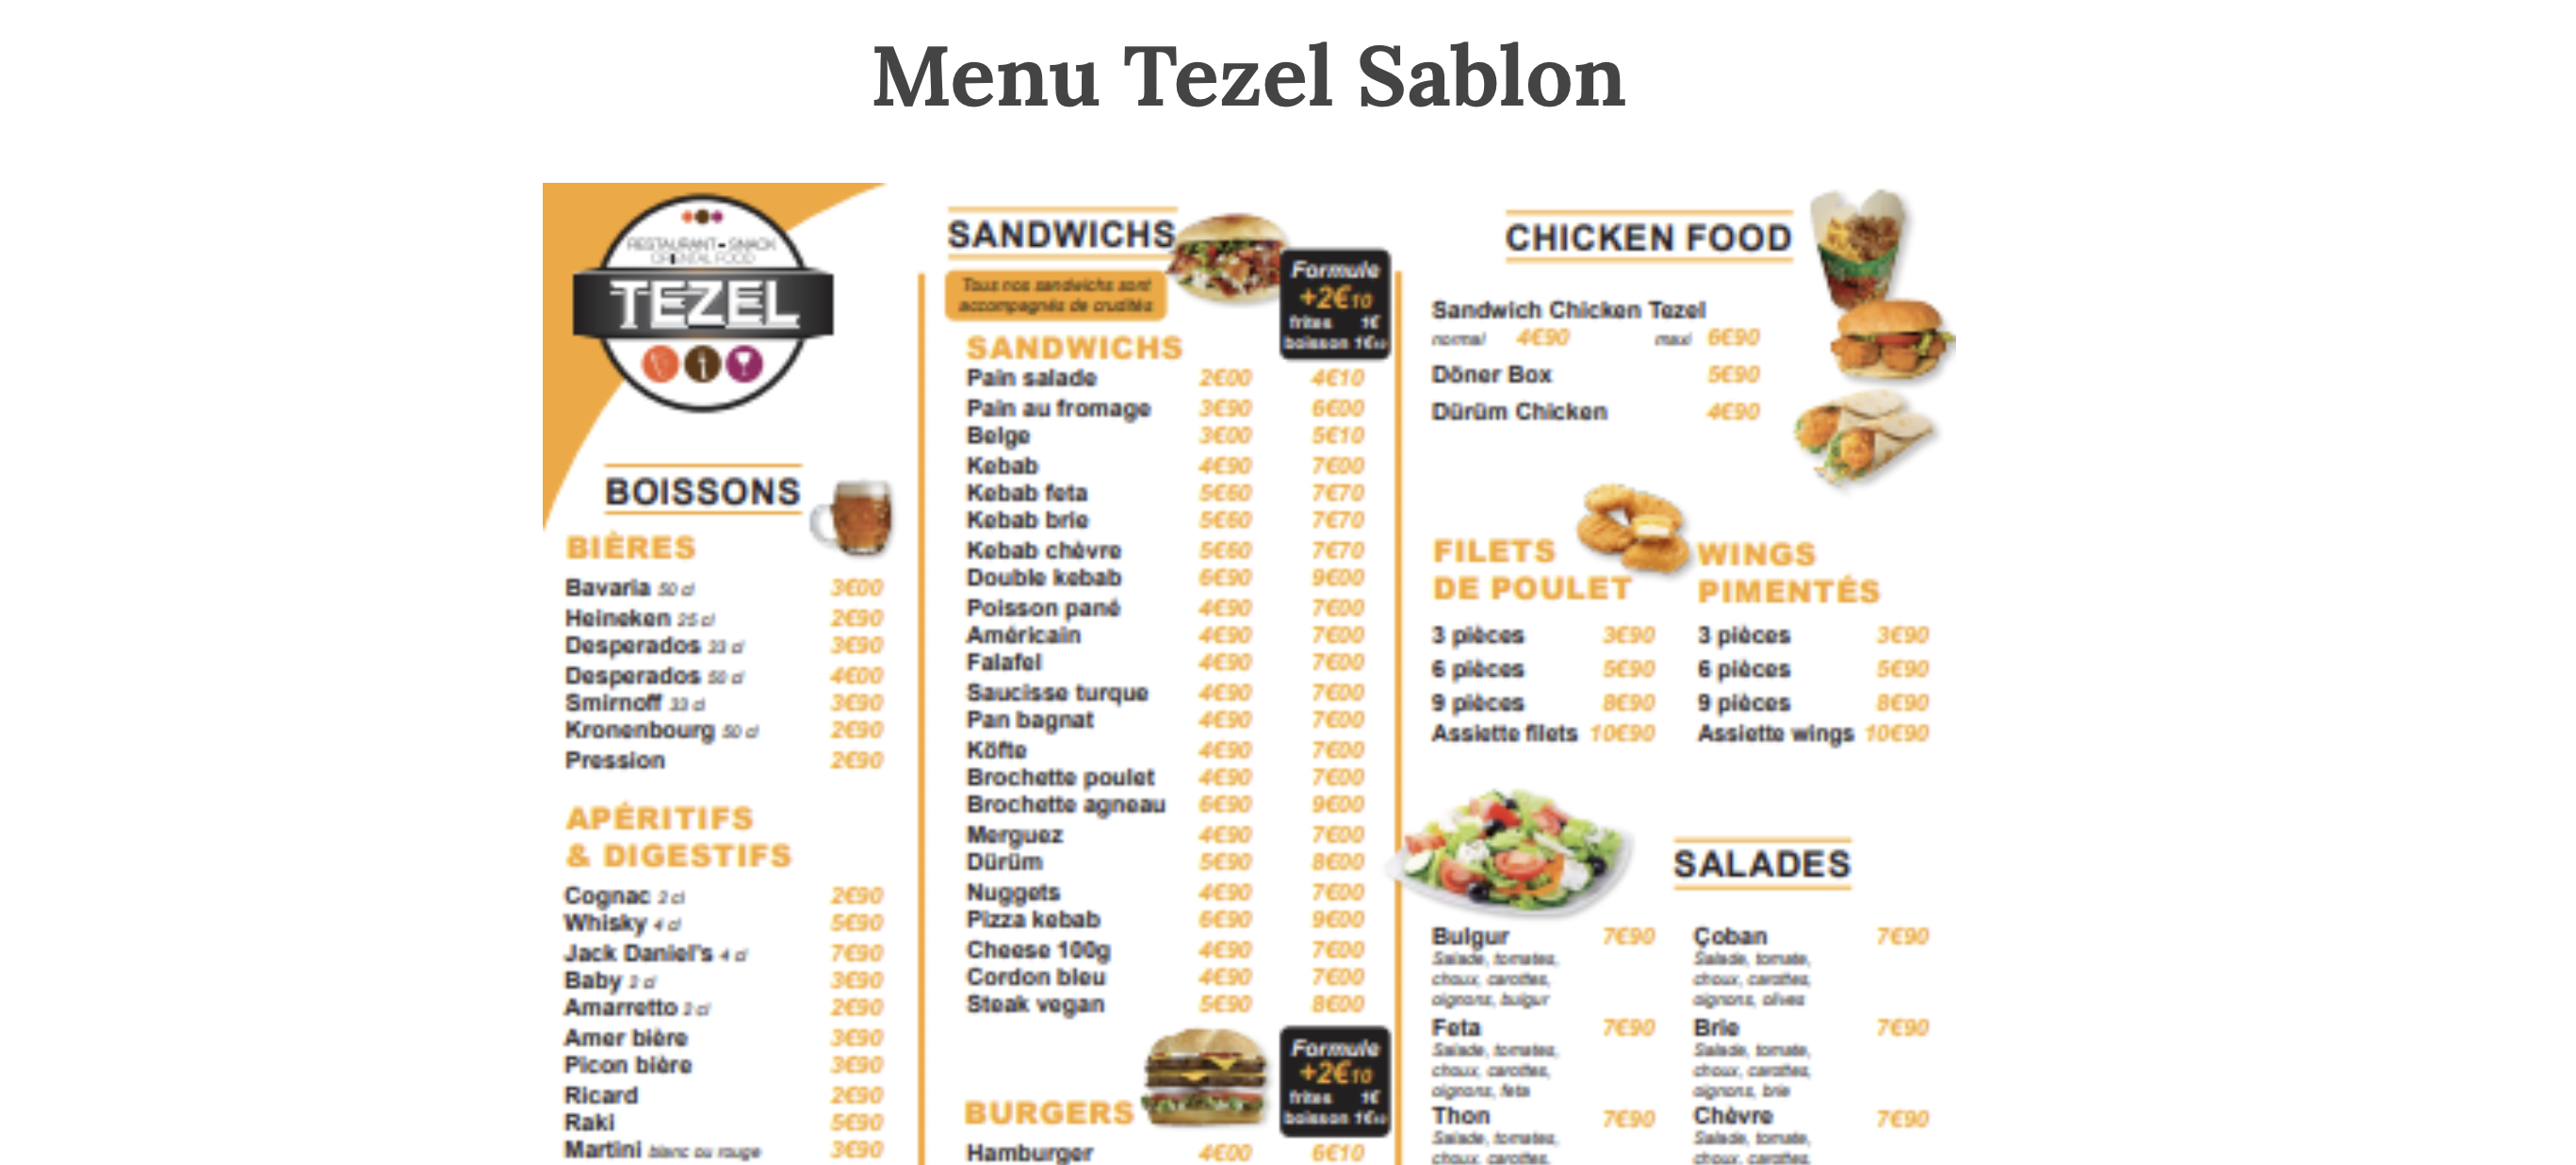 Menu Tezel Sablon
RESTAURANT • SNACK
ORIENTAL FOOD
TEZEL
BOISSONS
BIÈRES
Bavaria 50 cl 3€00
Heineken 25 cl 2€90
Desperados 33 cl 3€90
Desperados 50 cl 4€00
Smirnoff 33 cl 3€90
Kronenbourg 50 cl 2€90
Pression 2€90
APÉRITIFS
& DIGESTIFS
Cognac 2 cl 2€90
Whisky 4 cl 5€90
Jack Daniel's 4 cl 7€90
Baby 2 cl 3€90
Amarretto 2 cl 2€90
Amer bière 3€90
Picon bière 3€90
Ricard 2€90
Raki 5€90
Martini blanc ou rouge 3€90
SANDWICHS
Tous nos sandwichs sont
accompagnés de crudités
Formule
+2€10
frites 1€
boisson 1€10
SANDWICHS
Pain salade 2€00 4€10
Pain au fromage 3€90 6€00
Belge 3€00 5€10
Kebab 4€90 7€00
Kebab feta 5€60 7€70
Kebab brie 5€60 7€70
Kebab chèvre 5€60 7€70
Double kebab 6€90 9€00
Poisson pané 4€90 7€00
Américain 4€90 7€00
Falafel 4€90 7€00
Saucisse turque 4€90 7€00
Pan bagnat 4€90 7€00
Köfte 4€90 7€00
Brochette poulet 4€90 7€00
Brochette agneau 6€90 9€00
Merguez 4€90 7€00
Dürüm 5€90 8€00
Nuggets 4€90 7€00
Pizza kebab 6€90 9€00
Cheese 100g 4€90 7€00
Cordon bleu 4€90 7€00
Steak vegan 5€90 8€00
BURGERS
Formule
+2€10
frites 1€
boisson 1€10
Hamburger 4€00 6€10
CHICKEN FOOD
Sandwich Chicken Tezel
normal 4€90 maxi 6€90
Döner Box 5€90
Dürüm Chicken 4€90
FILETS
DE POULET
3 pièces 3€90
6 pièces 5€90
9 pièces 8€90
Assiette filets 10€90
WINGS
PIMENTÉS
3 pièces 3€90
6 pièces 5€90
9 pièces 8€90
Assiette wings 10€90
SALADES
Bulgur 7€90
Salade, tomates,
choux, carottes,
oignons, bulgur
Feta 7€90
Salade, tomates,
choux, carottes,
oignons, feta
Thon 7€90
Salade, tomates,
choux, carottes,
Çoban 7€90
Salade, tomate,
choux, carottes,
oignons, olives
Brie 7€90
Salade, tomate,
choux, carottes,
oignons, brie
Chèvre 7€90
Salade, tomate,
choux, carottes,